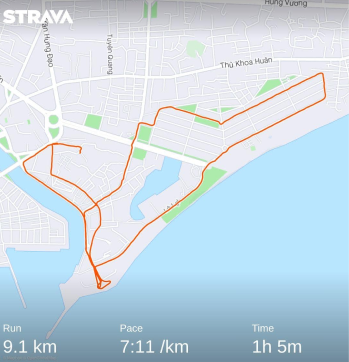 STRAVA
Hùng Vương
Trần Hưng Đạo
Tuyên Quang
Thủ Khoa Huân
Run
9.1 km
Pace
7:11 /km
Time
1h 5m